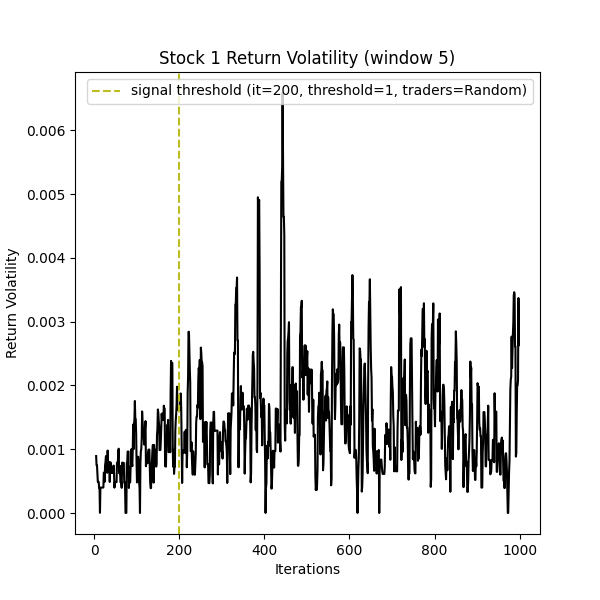 Stock 1 Return Volatility (window 5)
signal threshold (it=200, threshold=1, traders=Random)
0.006
0.005
0.004
0.003
0.002
0.001
0.000
Return Volatility
0 200 400 600 800 1000
Iterations